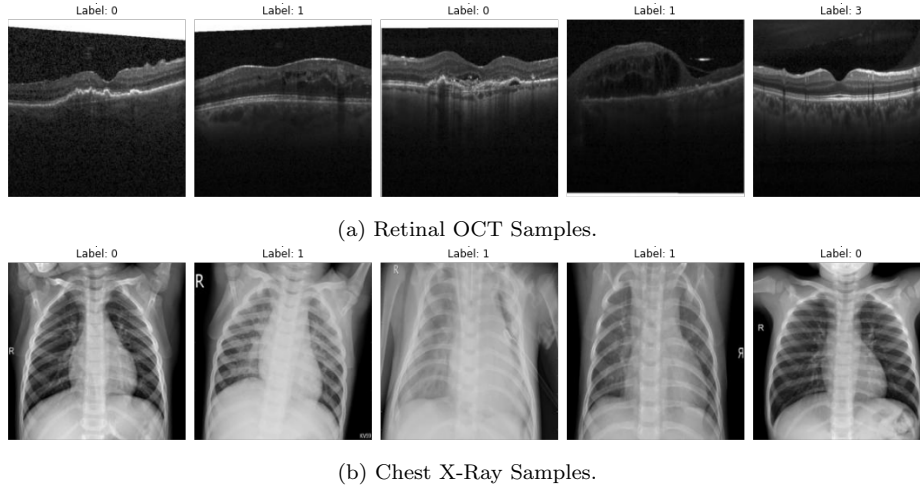 Label: 0 Label: 1 Label: 0 Label: 1 Label: 3
(a) Retinal OCT Samples.
Label: 0 Label: 1 Label: 1 Label: 1 Label: 0
R R R R R
(b) Chest X-Ray Samples.